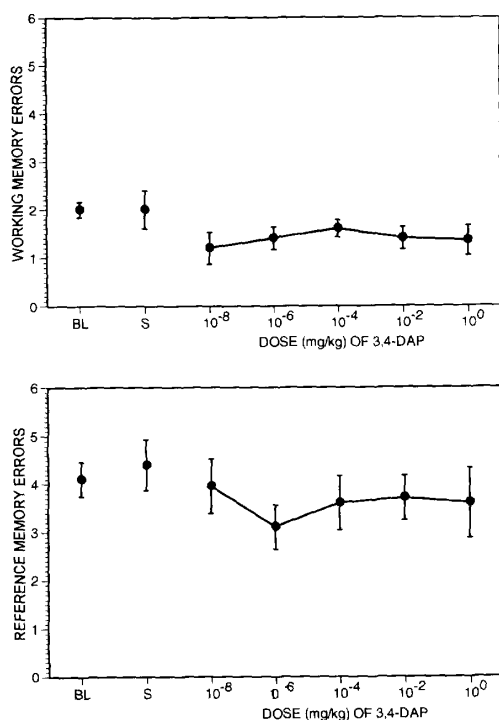 WORKING MEMORY ERRORS
6
5
4
3
2
1
0
BL S 10⁻⁸ 10⁻⁶ 10⁻⁴ 10⁻² 10⁰
DOSE (mg/kg) OF 3,4-DAP
REFERENCE MEMORY ERRORS
6
5
4
3
2
1
0
BL S 10⁻⁸ 0⁻⁶ 10⁻⁴ 10⁻² 10⁰
DOSE (mg/kg) OF 3,4-DAP